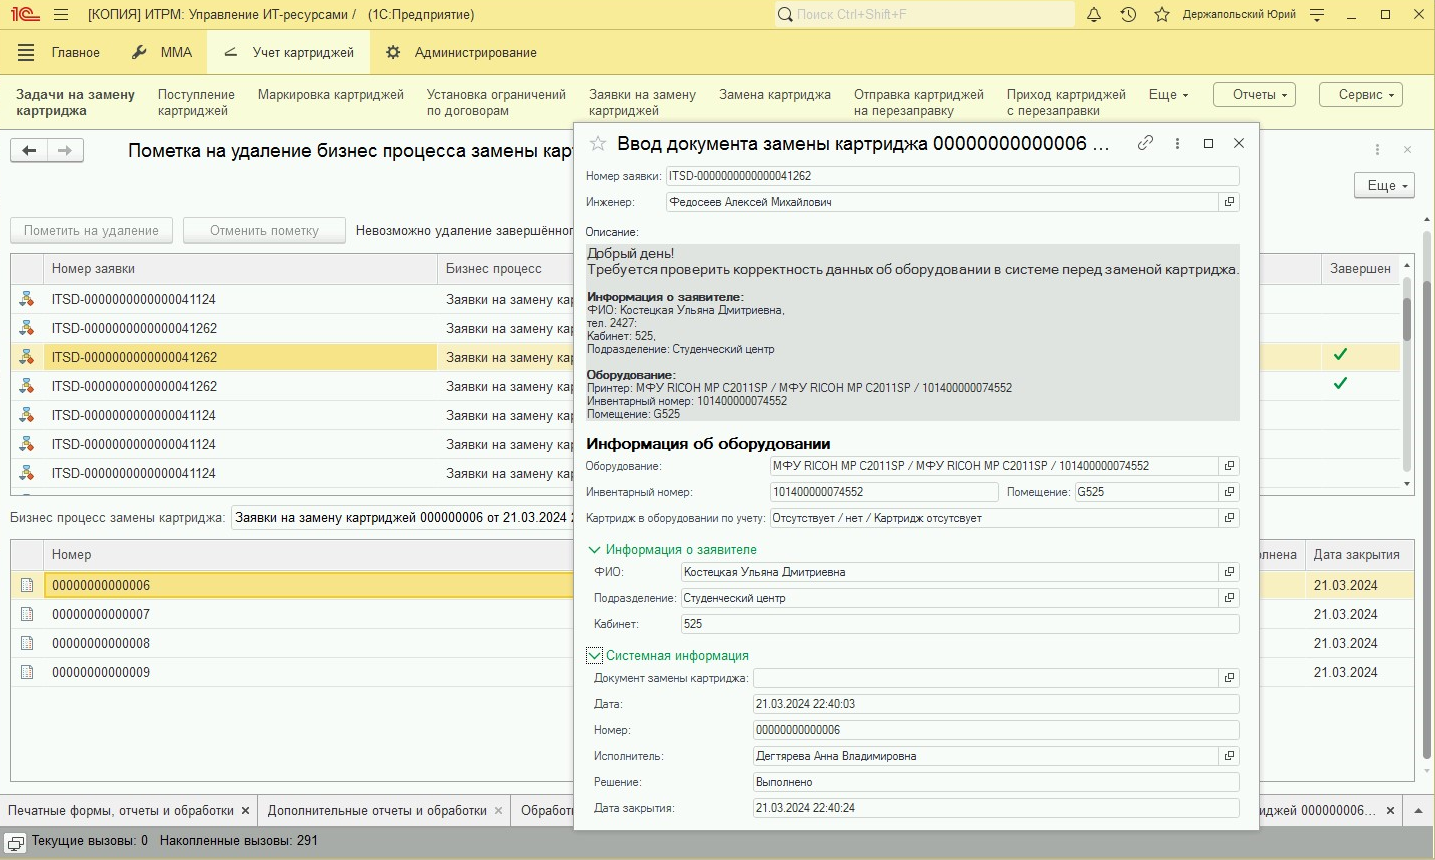 [КОПИЯ] ИТРМ: Управление ИТ-ресурсами / (1С:Предприятие)
Поиск Ctrl+Shift+F
Держапольский Юрий
Главное
ММА
Учет картриджей
Администрирование
Задачи на замену
картриджа
Поступление
картриджей
Маркировка картриджей
Установка ограничений
по договорам
Заявки на замену
картриджей
Замена картриджа
Отправка картриджей
на перезаправку
Приход картриджей
с перезаправки
Еще
Отчеты
Сервис
Пометка на удаление бизнес процесса замены кар
Еще
Пометить на удаление
Отменить пометку
Невозможно удаление завершённог
Номер заявки
Бизнес процесс
Завершен
ITSD-0000000000000041124
Заявки на замену ка
ITSD-0000000000000041262
Заявки на замену ка
ITSD-0000000000000041262
Заявки на замену ка
ITSD-0000000000000041262
Заявки на замену ка
ITSD-0000000000000041124
Заявки на замену ка
ITSD-0000000000000041124
Заявки на замену ка
ITSD-0000000000000041124
Заявки на замену ка
Бизнес процесс замены картриджа:
Заявки на замену картриджей 000000006 от 21.03.2024
Номер
лнена
Дата закрытия
00000000000006
21.03.2024
00000000000007
21.03.2024
00000000000008
21.03.2024
00000000000009
21.03.2024
Ввод документа замены картриджа 00000000000006 ...
Номер заявки:
ITSD-0000000000000041262
Инженер:
Федосеев Алексей Михайлович
Описание:
Добрый день!
Требуется проверить корректность данных об оборудовании в системе перед заменой картриджа.
Информация о заявителе:
ФИО: Костецкая Ульяна Дмитриевна,
тел. 2427:
Кабинет: 525,
Подразделение: Студенческий центр
Оборудование:
Принтер: МФУ RICOH MP C2011SP / МФУ RICOH MP C2011SP / 101400000074552
Инвентарный номер: 101400000074552
Помещение: G525
Информация об оборудовании
Оборудование:
МФУ RICOH MP C2011SP / МФУ RICOH MP C2011SP / 101400000074552
Инвентарный номер:
101400000074552
Помещение:
G525
Картридж в оборудовании по учету:
Отсутствует / нет / Картридж отсутсвует
Информация о заявителе
ФИО:
Костецкая Ульяна Дмитриевна
Подразделение:
Студенческий центр
Кабинет:
525
Системная информация
Документ замены картриджа:
Дата:
21.03.2024 22:40:03
Номер:
00000000000006
Исполнитель:
Дегтярева Анна Владимировна
Решение:
Выполнено
Дата закрытия:
21.03.2024 22:40:24
Печатные формы, отчеты и обработки
Дополнительные отчеты и обработки
Обработ
иджей 000000006...
Текущие вызовы: 0 Накопленные вызовы: 291